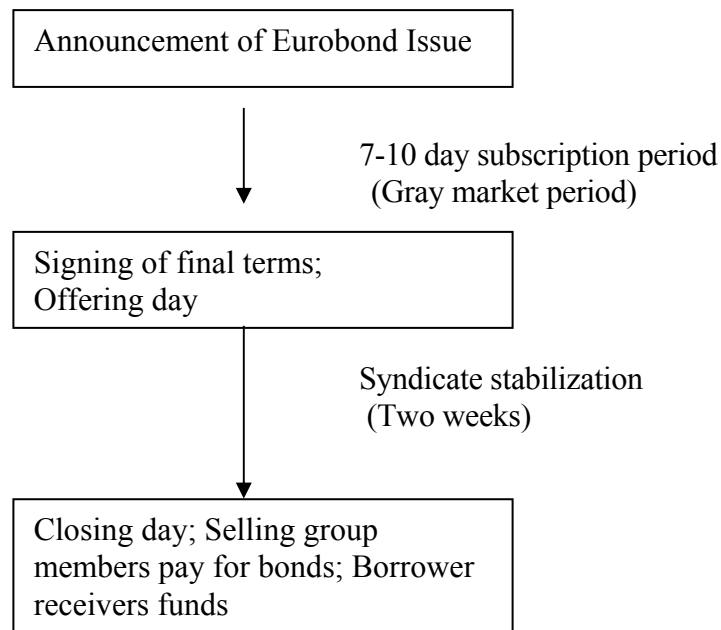 Announcement of Eurobond Issue
7-10 day subscription period
(Gray market period)
Signing of final terms;
Offering day
Syndicate stabilization
(Two weeks)
Closing day; Selling group
members pay for bonds; Borrower
receivers funds